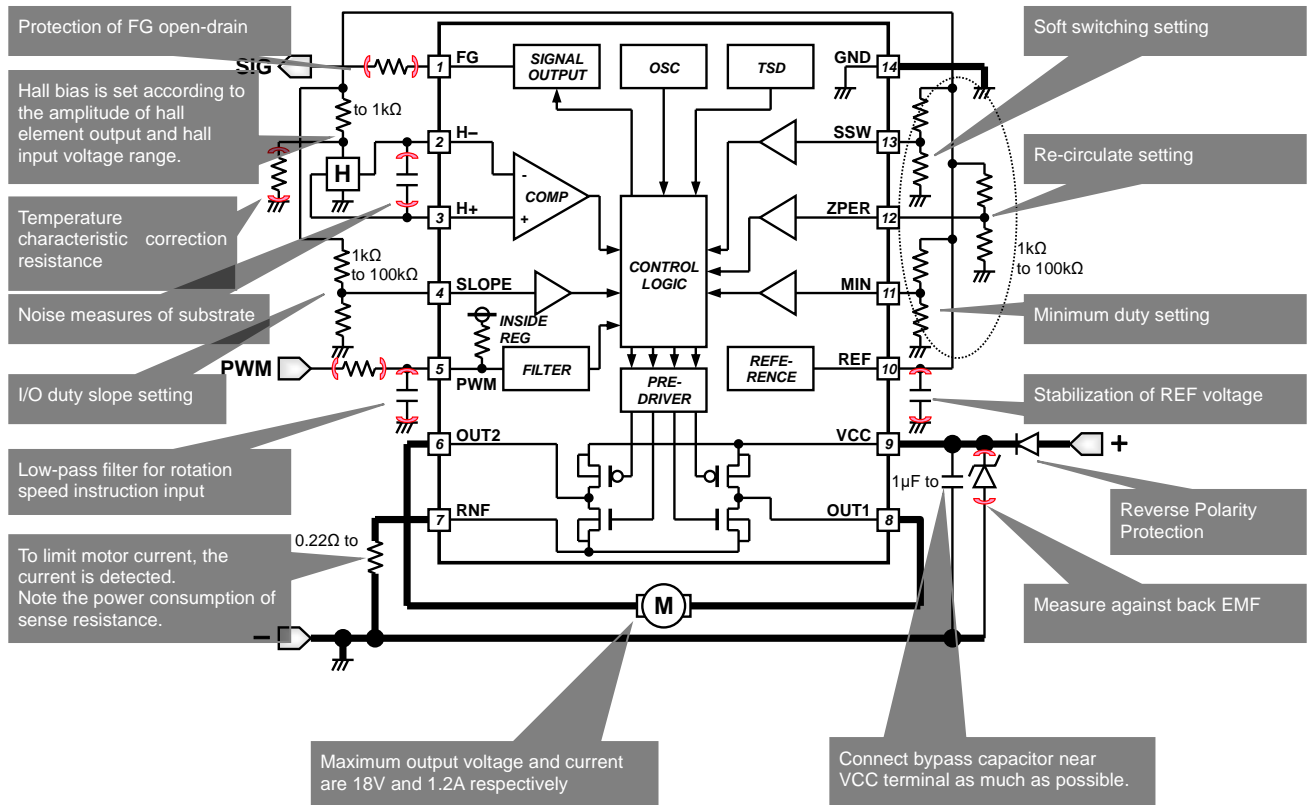 Protection of FG open-drain
SIG
Hall bias is set according to
the amplitude of hall
element output and hall
input voltage range.
to 1kΩ
H
Temperature
characteristic correction
resistance
1kΩ
to 100kΩ
Noise measures of substrate
PWM
I/O duty slope setting
Low-pass filter for rotation
speed instruction input
0.22Ω to
To limit motor current, the
current is detected.
Note the power consumption of
sense resistance.
−
1 FG
2 H−
3 H+
4 SLOPE
5 PWM
6 OUT2
7 RNF
SIGNAL
OUTPUT
OSC
TSD
-
COMP
+
CONTROL
LOGIC
INSIDE
REG
FILTER
REFE-
RENCE
PRE-
DRIVER
GND 14
SSW 13
ZPER 12
MIN 11
REF 10
VCC 9
OUT1 8
M
Soft switching setting
Re-circulate setting
1kΩ
to 100kΩ
Minimum duty setting
Stabilization of REF voltage
+
1µF to
Reverse Polarity
Protection
Measure against back EMF
Maximum output voltage and current
are 18V and 1.2A respectively
Connect bypass capacitor near
VCC terminal as much as possible.